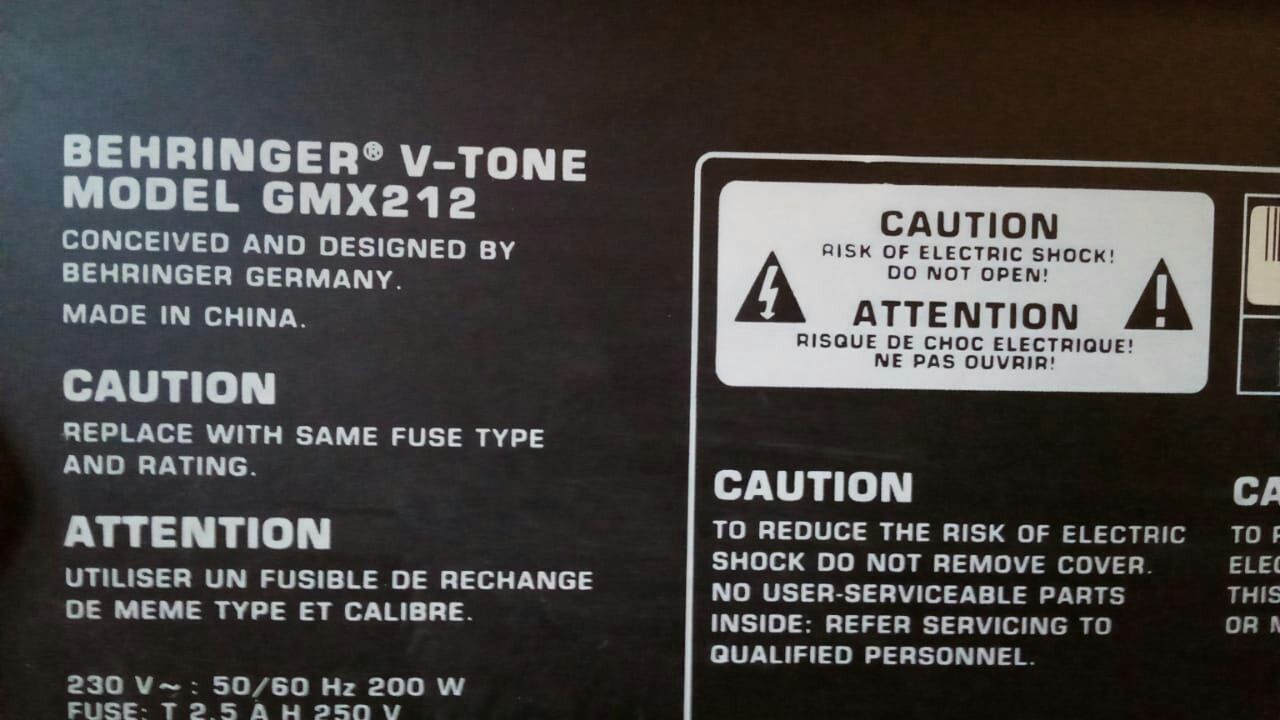 BEHRINGER® V-TONE
MODEL GMX212
CONCEIVED AND DESIGNED BY
BEHRINGER GERMANY.
MADE IN CHINA.
CAUTION
REPLACE WITH SAME FUSE TYPE
AND RATING.
ATTENTION
UTILISER UN FUSIBLE DE RECHANGE
DE MEME TYPE ET CALIBRE.
230 V~ : 50/60 Hz 200 W
FUSE: T 2.5 A H 250 V
CAUTION
RISK OF ELECTRIC SHOCK!
DO NOT OPEN!
ATTENTION
RISQUE DE CHOC ELECTRIQUE!
NE PAS OUVRIR!
CAUTION
TO REDUCE THE RISK OF ELECTRIC
SHOCK DO NOT REMOVE COVER.
NO USER-SERVICEABLE PARTS
INSIDE: REFER SERVICING TO
QUALIFIED PERSONNEL.
TO
THIS
OR